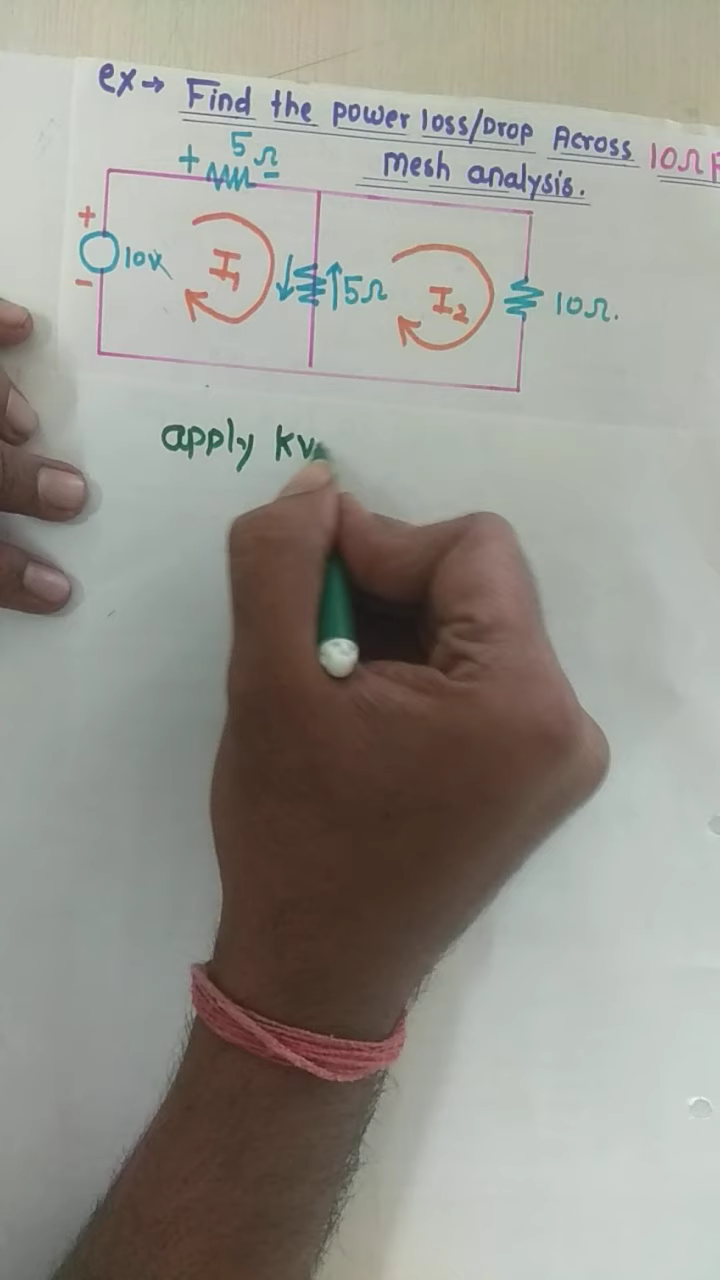 ex→ Find the power loss/Drop Across 10Ω
mesh analysis.
+ 5Ω -
+
10v
-
I₁
↓
↑5Ω
I₂
10Ω.
apply kv